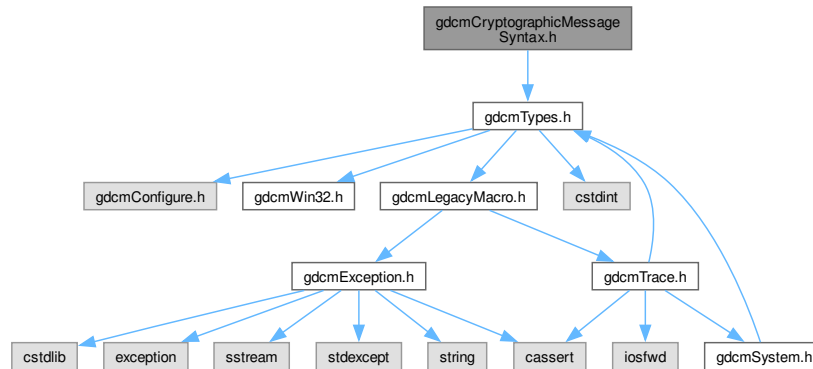 gdcmCryptographicMessage
Syntax.h
gdcmTypes.h
gdcmConfigure.h
gdcmWin32.h
gdcmLegacyMacro.h
cstdint
gdcmException.h
gdcmTrace.h
cstdlib
exception
sstream
stdexcept
string
cassert
iosfwd
gdcmSystem.h